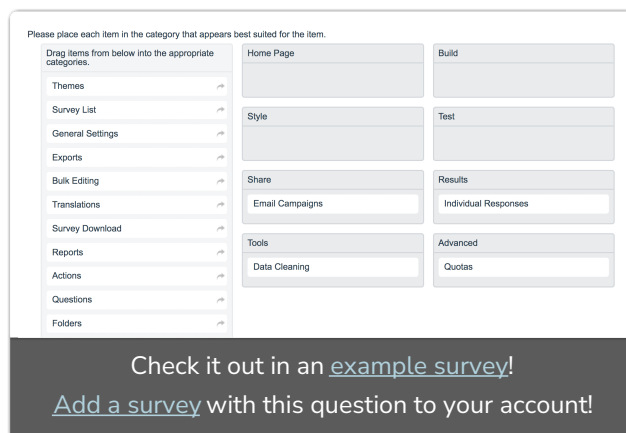 Please place each item in the category that appears best suited for the item.
Drag items from below into the appropriate
categories.
Themes
Survey List
General Settings
Exports
Bulk Editing
Translations
Survey Download
Reports
Actions
Questions
Folders
Home Page
Build
Style
Test
Share
Email Campaigns
Results
Individual Responses
Tools
Data Cleaning
Advanced
Quotas
Check it out in an example survey!
Add a survey with this question to your account!